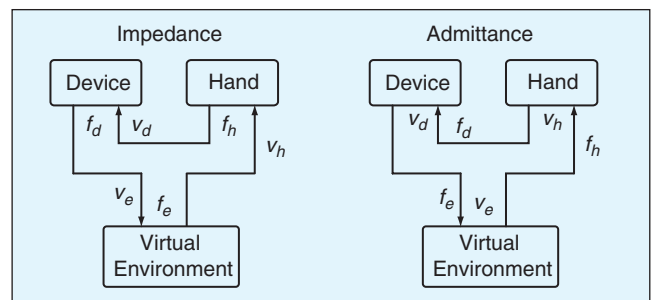 Impedance
Admittance
Device
Hand
Device
Hand
f_d
v_d
f_h
v_h
v_d
f_d
v_h
f_h
v_e
f_e
f_e
v_e
Virtual
Environment
Virtual
Environment